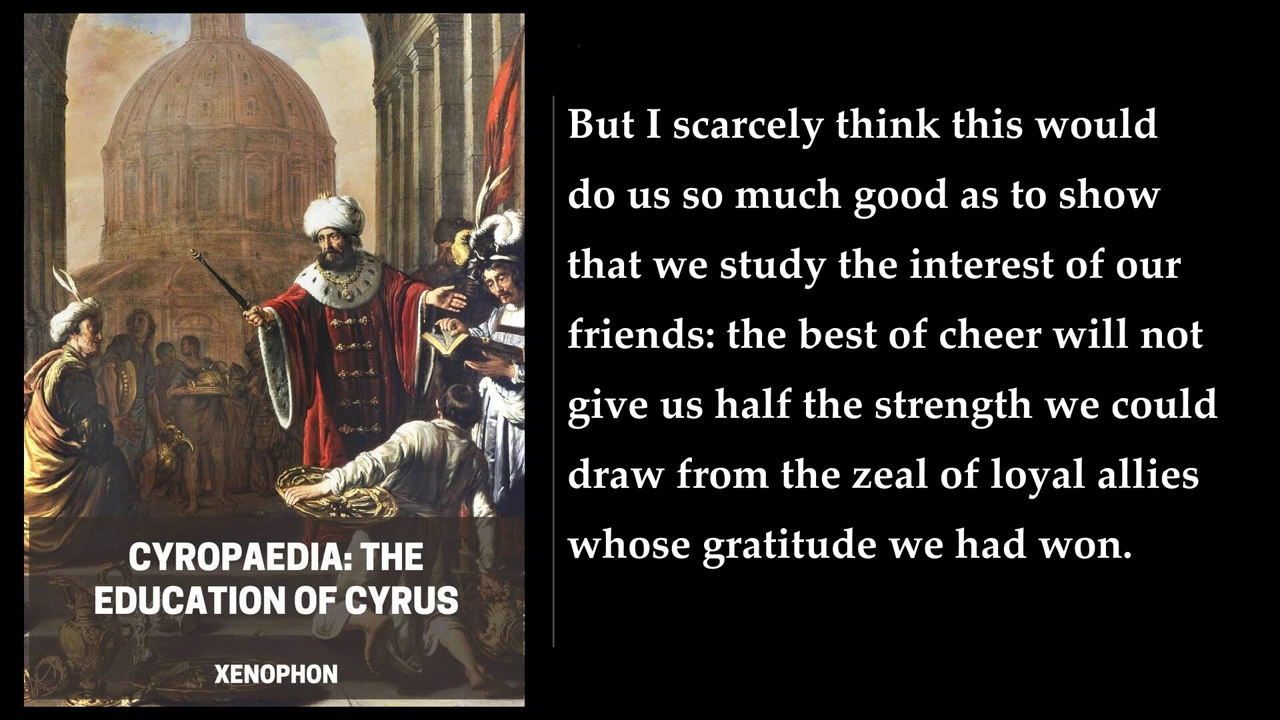 CYROPAEDIA: THE
EDUCATION OF CYRUS
XENOPHON
But I scarcely think this would
do us so much good as to show
that we study the interest of our
friends: the best of cheer will not
give us half the strength we could
draw from the zeal of loyal allies
whose gratitude we had won.